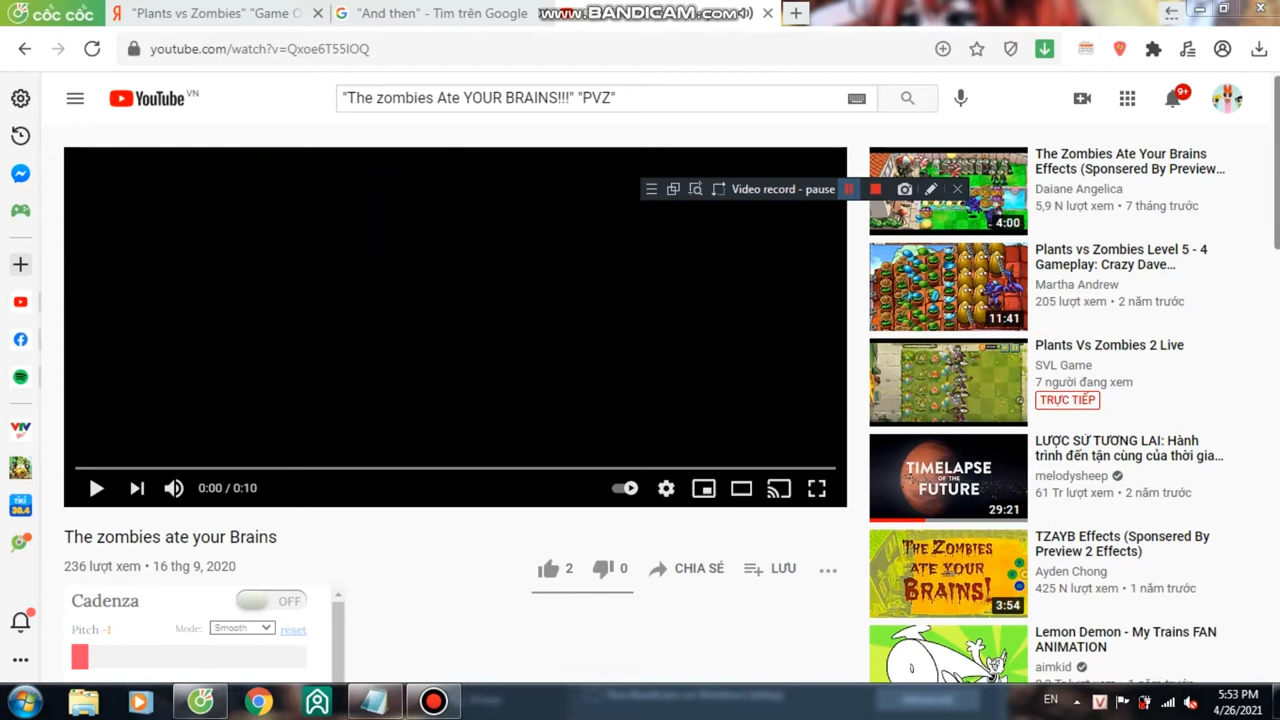 cốc cốc
"Plants vs Zombies" "Game O
"And then" - Tìm trên Google
www.BANDICAM.com
youtube.com/watch?v=Qxoe6T55IOQ
YouTube VN
"The zombies Ate YOUR BRAINS!!!" "PVZ"
9+
Video record - pause
The Zombies Ate Your Brains
Effects (Sponsered By Preview...
Daiane Angelica
5,9 N lượt xem • 7 tháng trước
4:00
Plants vs Zombies Level 5 - 4
Gameplay: Crazy Dave...
Martha Andrew
205 lượt xem • 2 năm trước
11:41
Plants Vs Zombies 2 Live
SVL Game
7 người đang xem
TRỰC TIẾP
LƯỢC SỬ TƯƠNG LAI: Hành
trình đến tận cùng của thời gia...
melodysheep
61 Tr lượt xem • 2 năm trước
TIMELAPSE
OF THE
FUTURE
29:21
TZAYB Effects (Sponsered By
Preview 2 Effects)
Ayden Chong
425 N lượt xem • 1 năm trước
THE ZOMBIES
ATE YOUR
BRAINS!
3:54
Lemon Demon - My Trains FAN
ANIMATION
aimkid
0:00 / 0:10
The zombies ate your Brains
236 lượt xem • 16 thg 9, 2020
2
0
CHIA SẺ
LƯU
Cadenza
OFF
Pitch -1
Mode:
Smooth
reset
VTV
go
TIKI
30.4
EN
5:53 PM
4/26/2021